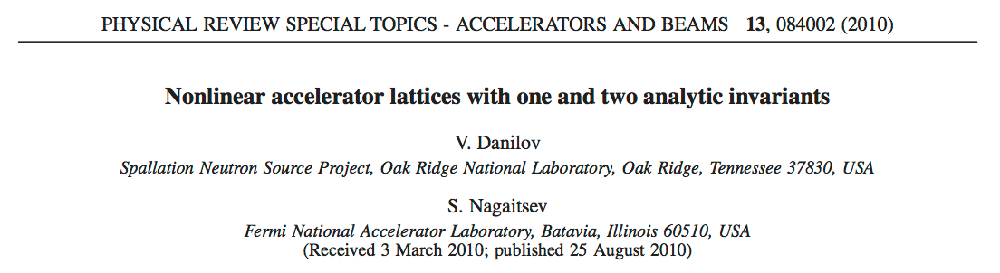 PHYSICAL REVIEW SPECIAL TOPICS - ACCELERATORS AND BEAMS 13, 084002 (2010)
Nonlinear accelerator lattices with one and two analytic invariants
V. Danilov
Spallation Neutron Source Project, Oak Ridge National Laboratory, Oak Ridge, Tennessee 37830, USA
S. Nagaitsev
Fermi National Accelerator Laboratory, Batavia, Illinois 60510, USA
(Received 3 March 2010; published 25 August 2010)